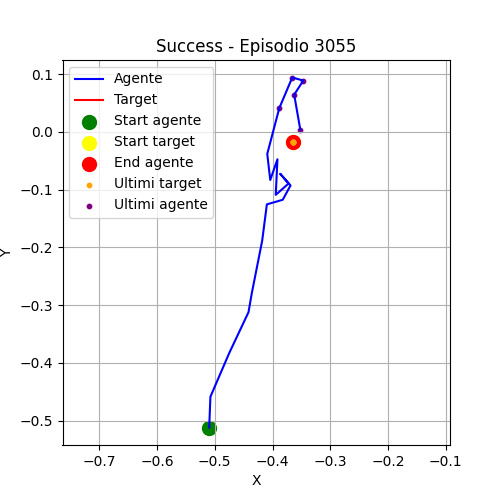 Success - Episodio 3055
Agente
Target
Start agente
Start target
End agente
Ultimi target
Ultimi agente
0.1
0.0
−0.1
−0.2
−0.3
−0.4
−0.5
Y
−0.7
−0.6
−0.5
−0.4
−0.3
−0.2
−0.1
X